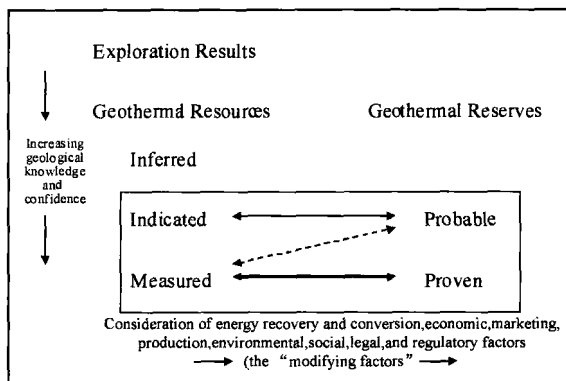 Exploration Results
Geothermal Resources Geothermal Reserves
Increasing
geological
knowledge
and
confidence
Inferred
Indicated Probable
Measured Proven
Consideration of energy recovery and conversion,economic,marketing,
production,environmental,social,legal,and regulatory factors
(the “modifying factors”